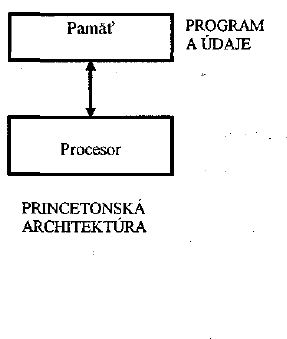 Pamäť
PROGRAM
A ÚDAJE
Procesor
PRINCETONSKÁ
ARCHITEKTÚRA